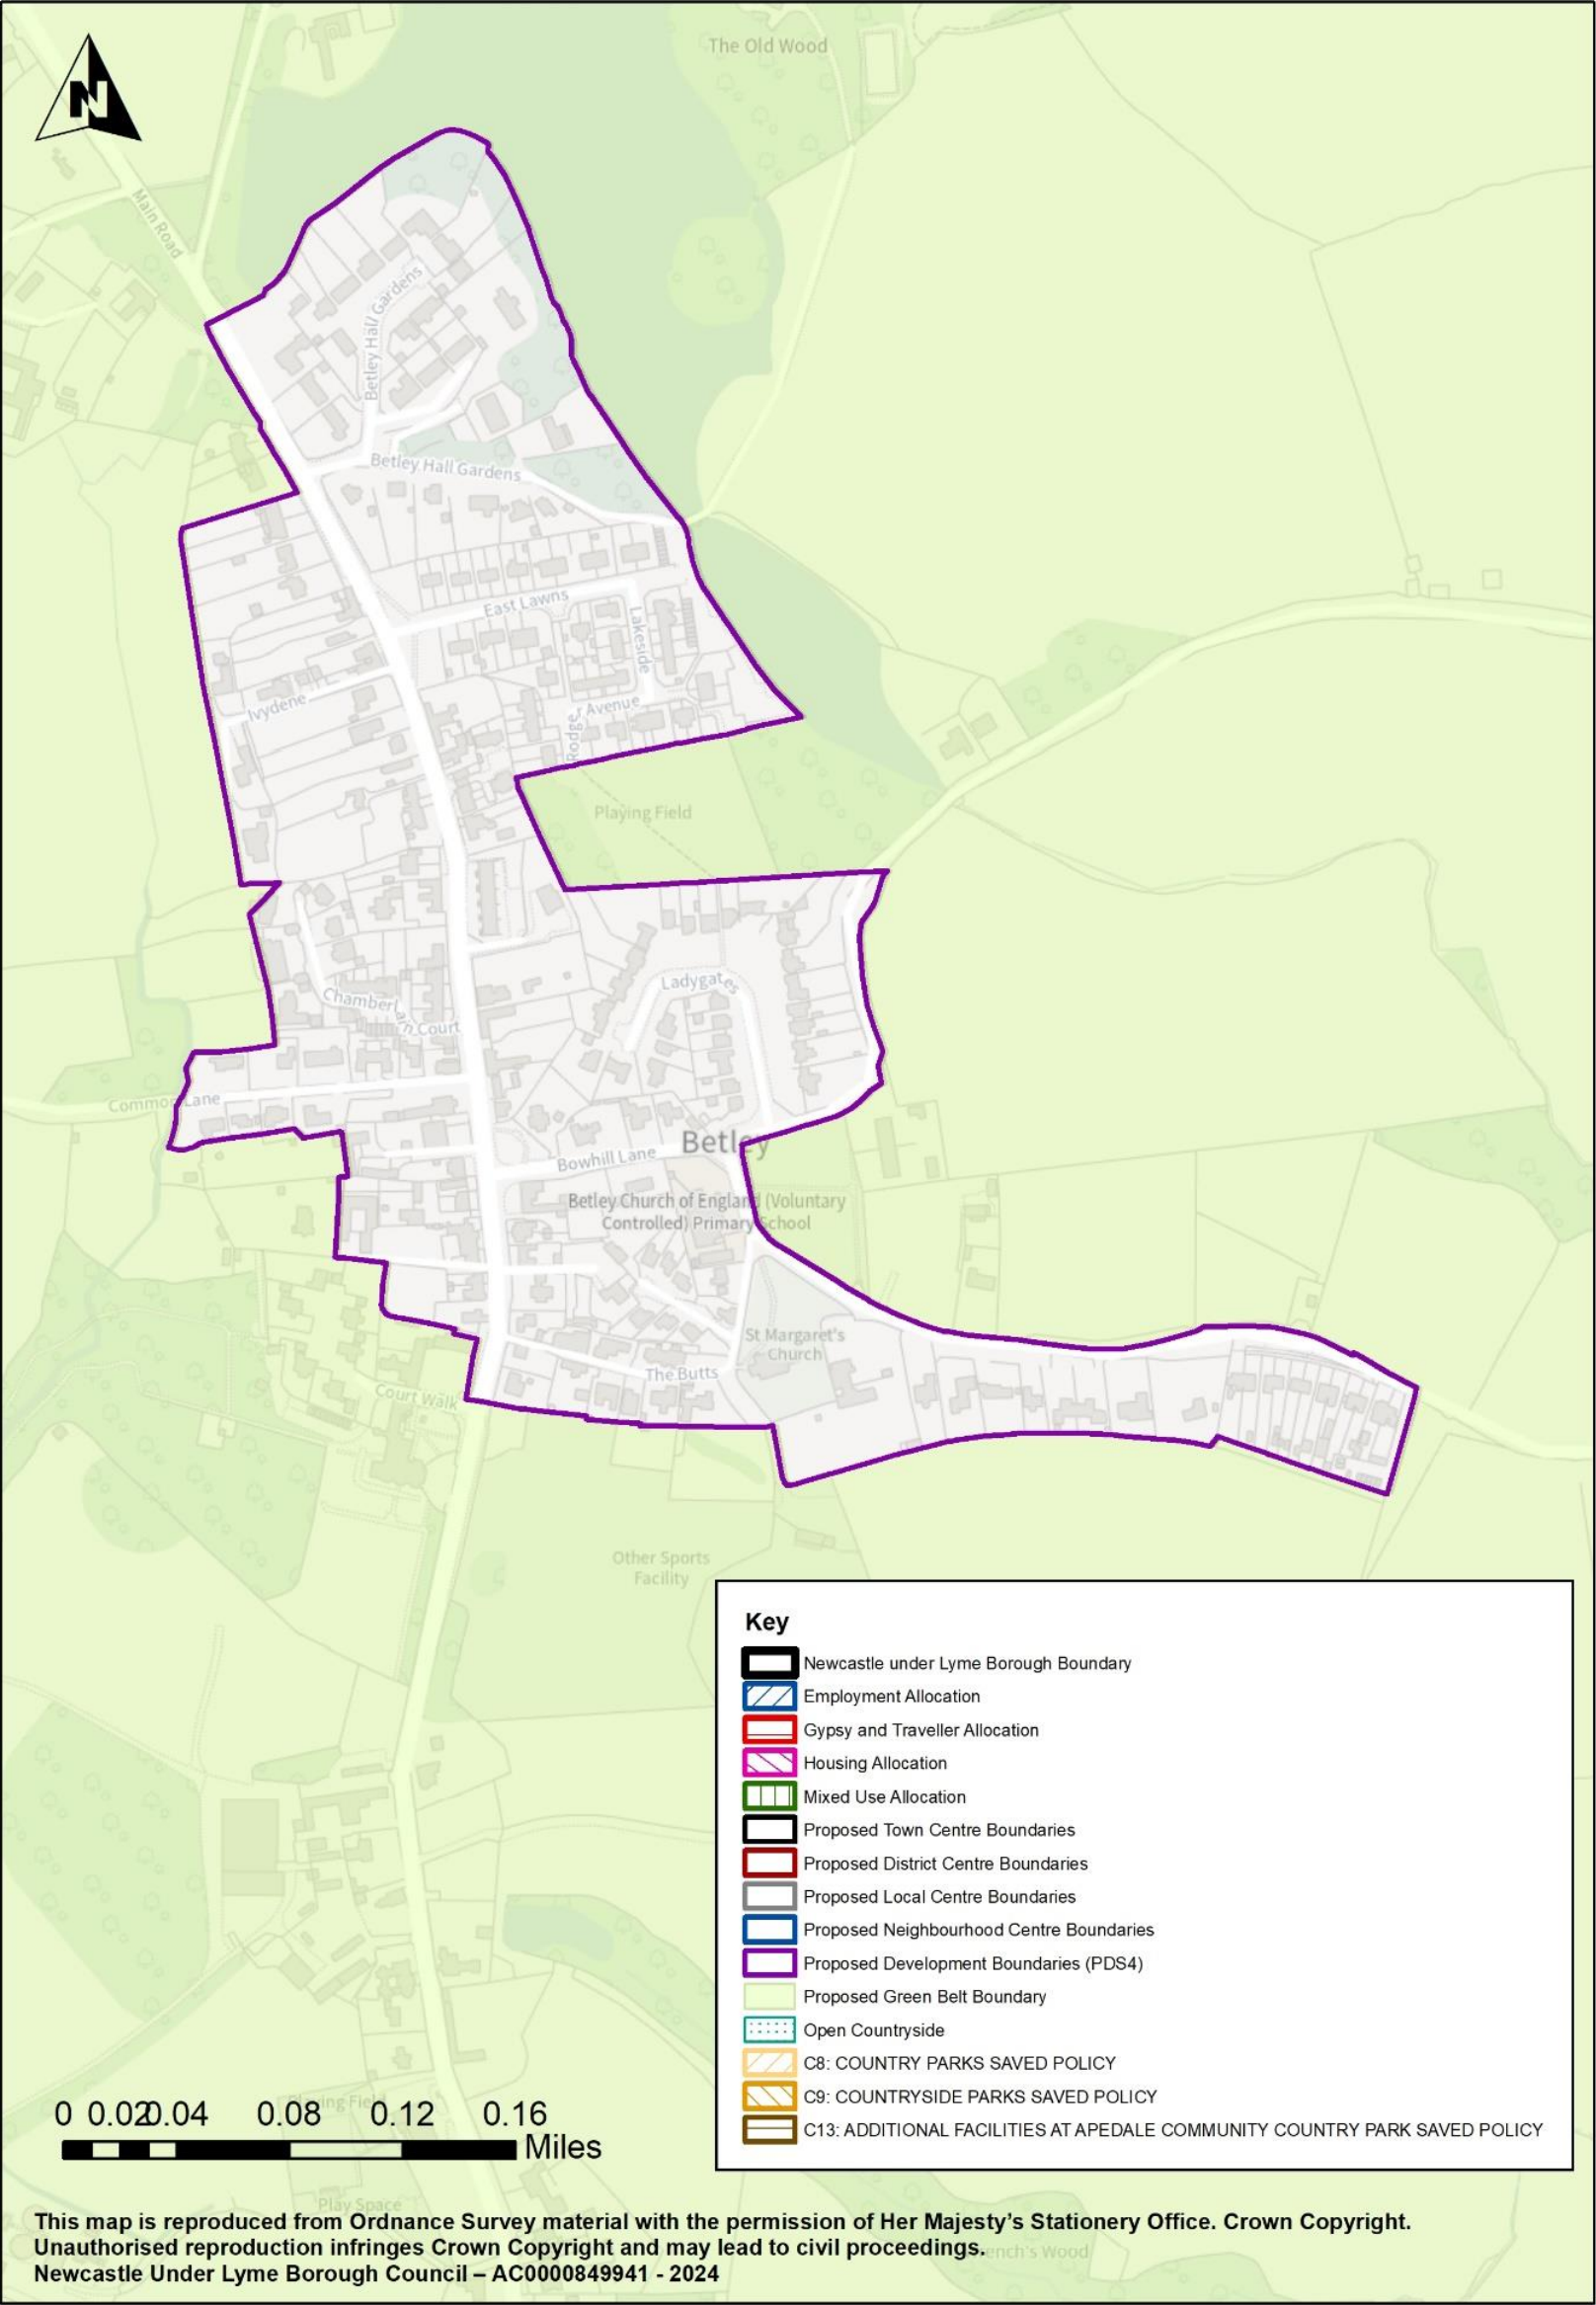 N
The Old Wood
Main Road
Betley Hall Gardens
Betley Hall Gardens
East Lawns
Lakeside
Ivydene
Rodger Avenue
Playing Field
Ladygates
Chamberlain Court
Common Lane
Betley
Bowhill Lane
Betley Church of England (Voluntary
Controlled) Primary School
St Margaret's
Church
The Butts
Court Walk
Other Sports
Facility
Key
Newcastle under Lyme Borough Boundary
Employment Allocation
Gypsy and Traveller Allocation
Housing Allocation
Mixed Use Allocation
Proposed Town Centre Boundaries
Proposed District Centre Boundaries
Proposed Local Centre Boundaries
Proposed Neighbourhood Centre Boundaries
Proposed Development Boundaries (PDS4)
Proposed Green Belt Boundary
Open Countryside
C8: COUNTRY PARKS SAVED POLICY
C9: COUNTRYSIDE PARKS SAVED POLICY
C13: ADDITIONAL FACILITIES AT APEDALE COMMUNITY COUNTRY PARK SAVED POLICY
Playing Field
0 0.02 0.04 0.08 0.12 0.16
Miles
Play Space
This map is reproduced from Ordnance Survey material with the permission of Her Majesty's Stationery Office. Crown Copyright.
Unauthorised reproduction infringes Crown Copyright and may lead to civil proceedings.
Wood
Newcastle Under Lyme Borough Council – AC0000849941 - 2024